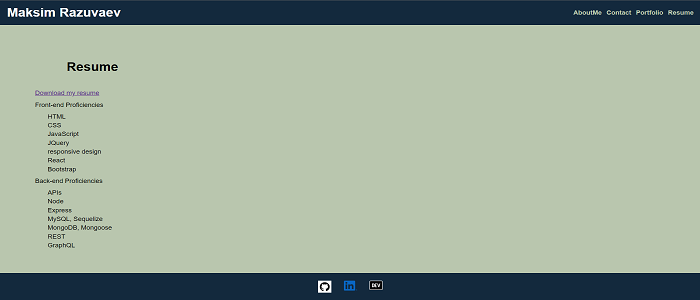 Maksim Razuvaev
AboutMe Contact Portfolio Resume
Resume
Download my resume
Front-end Proficiencies
HTML
CSS
JavaScript
JQuery
responsive design
React
Bootstrap
Back-end Proficiencies
APIs
Node
Express
MySQL, Sequelize
MongoDB, Mongoose
REST
GraphQL
in DEV